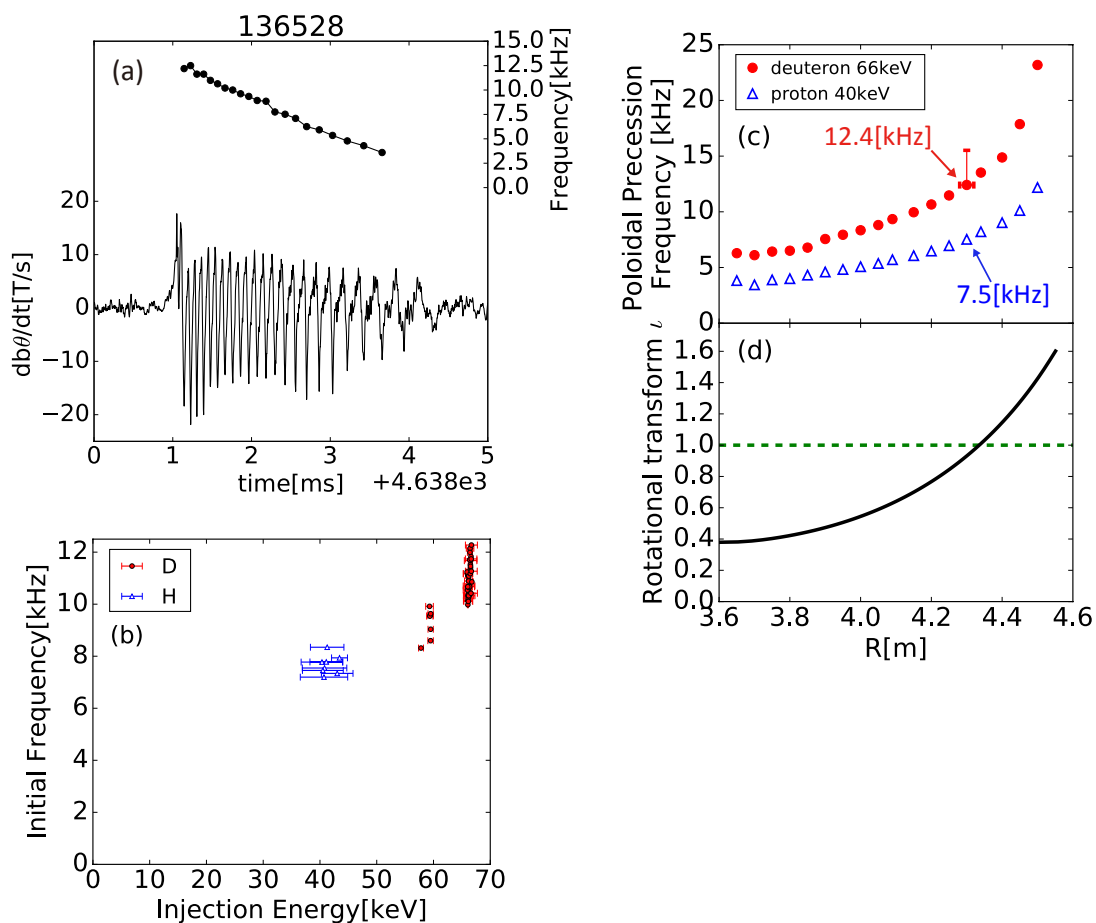 136528
(a)
15.0
12.5
10.0
7.5
5.0
2.5
0.0
Frequency[kHz]
20
10
0
−10
−20
db𝜃/dt[T/s]
0 1 2 3 4 5
time[ms] +4.638e3
12
10
8
6
4
2
0
Initial Frequency[kHz]
D
H
(b)
0 10 20 30 40 50 60 70
Injection Energy[keV]
25
20
15
10
5
0
Poloidal Precession
Frequency [kHz]
deuteron 66keV
proton 40keV
(c)
12.4[kHz]
7.5[kHz]
(d)
1.6
1.4
1.2
1.0
0.8
0.6
0.4
0.2
0.0
Rotational transform ι
3.6 3.8 4.0 4.2 4.4 4.6
R[m]